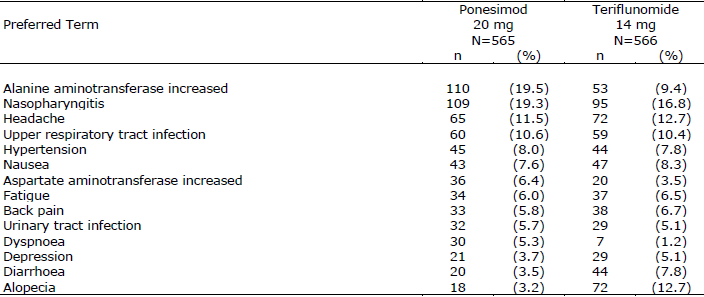 Ponesimod Teriflunomide
Preferred Term 20 mg 14 mg
N=565 N=566
n (%) n (%)
Alanine aminotransferase increased 110 (19.5) 53 (9.4)
Nasopharyngitis 109 (19.3) 95 (16.8)
Headache 65 (11.5) 72 (12.7)
Upper respiratory tract infection 60 (10.6) 59 (10.4)
Hypertension 45 (8.0) 44 (7.8)
Nausea 43 (7.6) 47 (8.3)
Aspartate aminotransferase increased 36 (6.4) 20 (3.5)
Fatigue 34 (6.0) 37 (6.5)
Back pain 33 (5.8) 38 (6.7)
Urinary tract infection 32 (5.7) 29 (5.1)
Dyspnoea 30 (5.3) 7 (1.2)
Depression 21 (3.7) 29 (5.1)
Diarrhoea 20 (3.5) 44 (7.8)
Alopecia 18 (3.2) 72 (12.7)